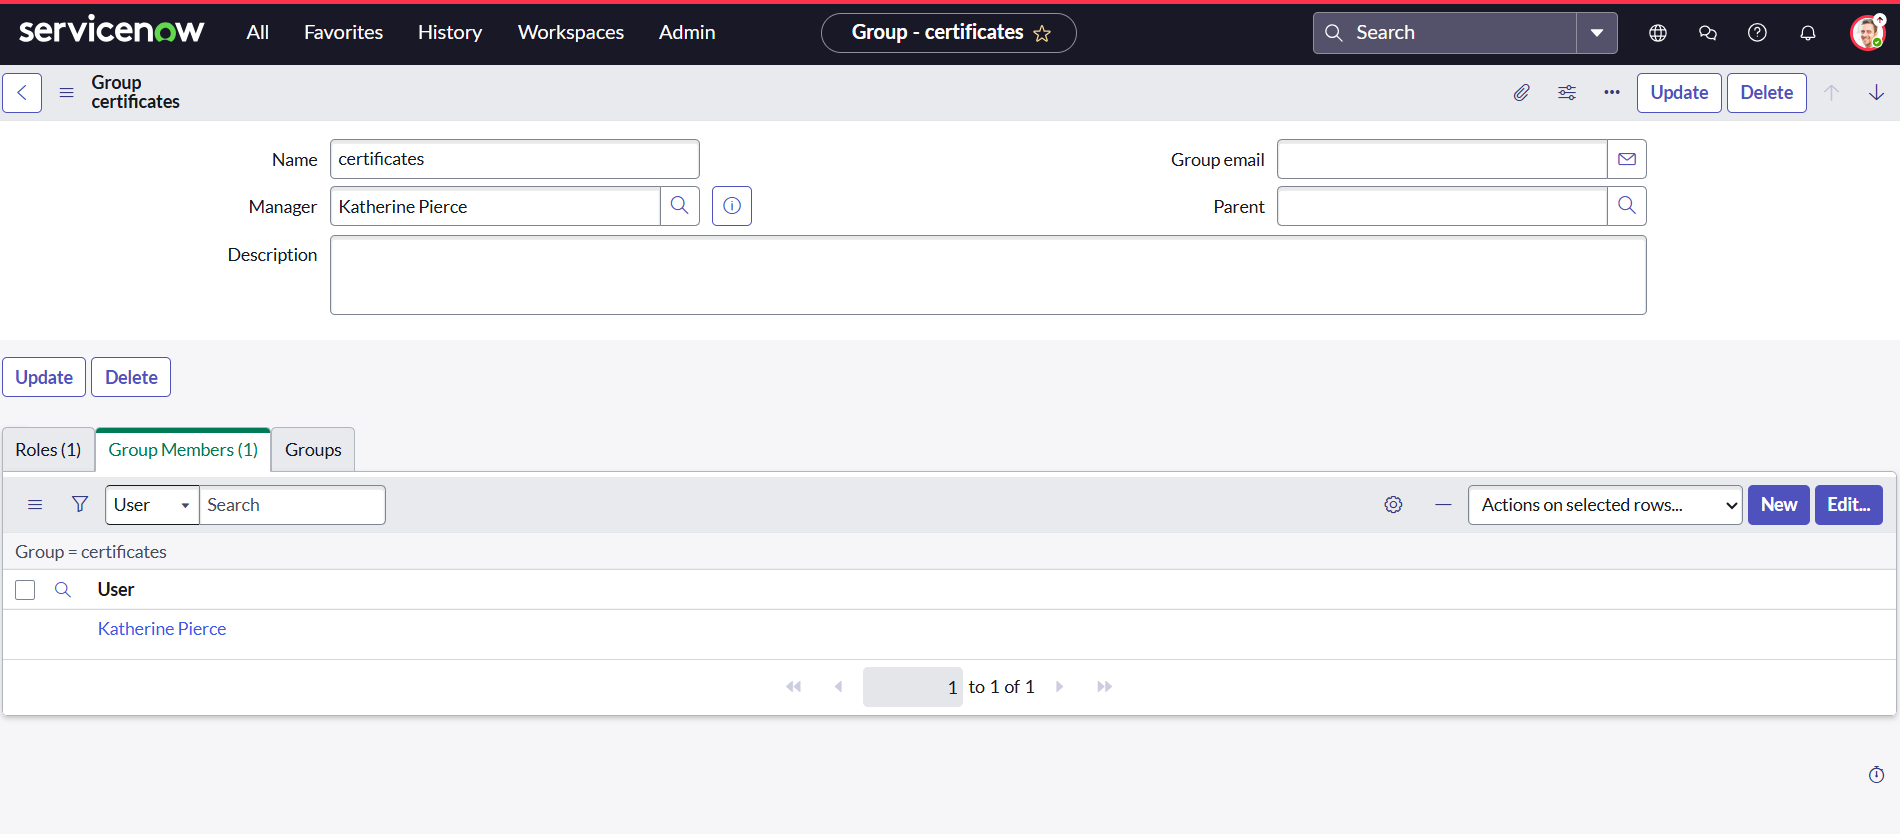 servicenow All Favorites History Workspaces Admin Group - certificates Search
Group
certificates
Update Delete
Name certificates Group email
Manager Katherine Pierce Parent
Description
Update Delete
Roles (1) Group Members (1) Groups
User Search Actions on selected rows... New Edit...
Group = certificates
User
Katherine Pierce
1 to 1 of 1